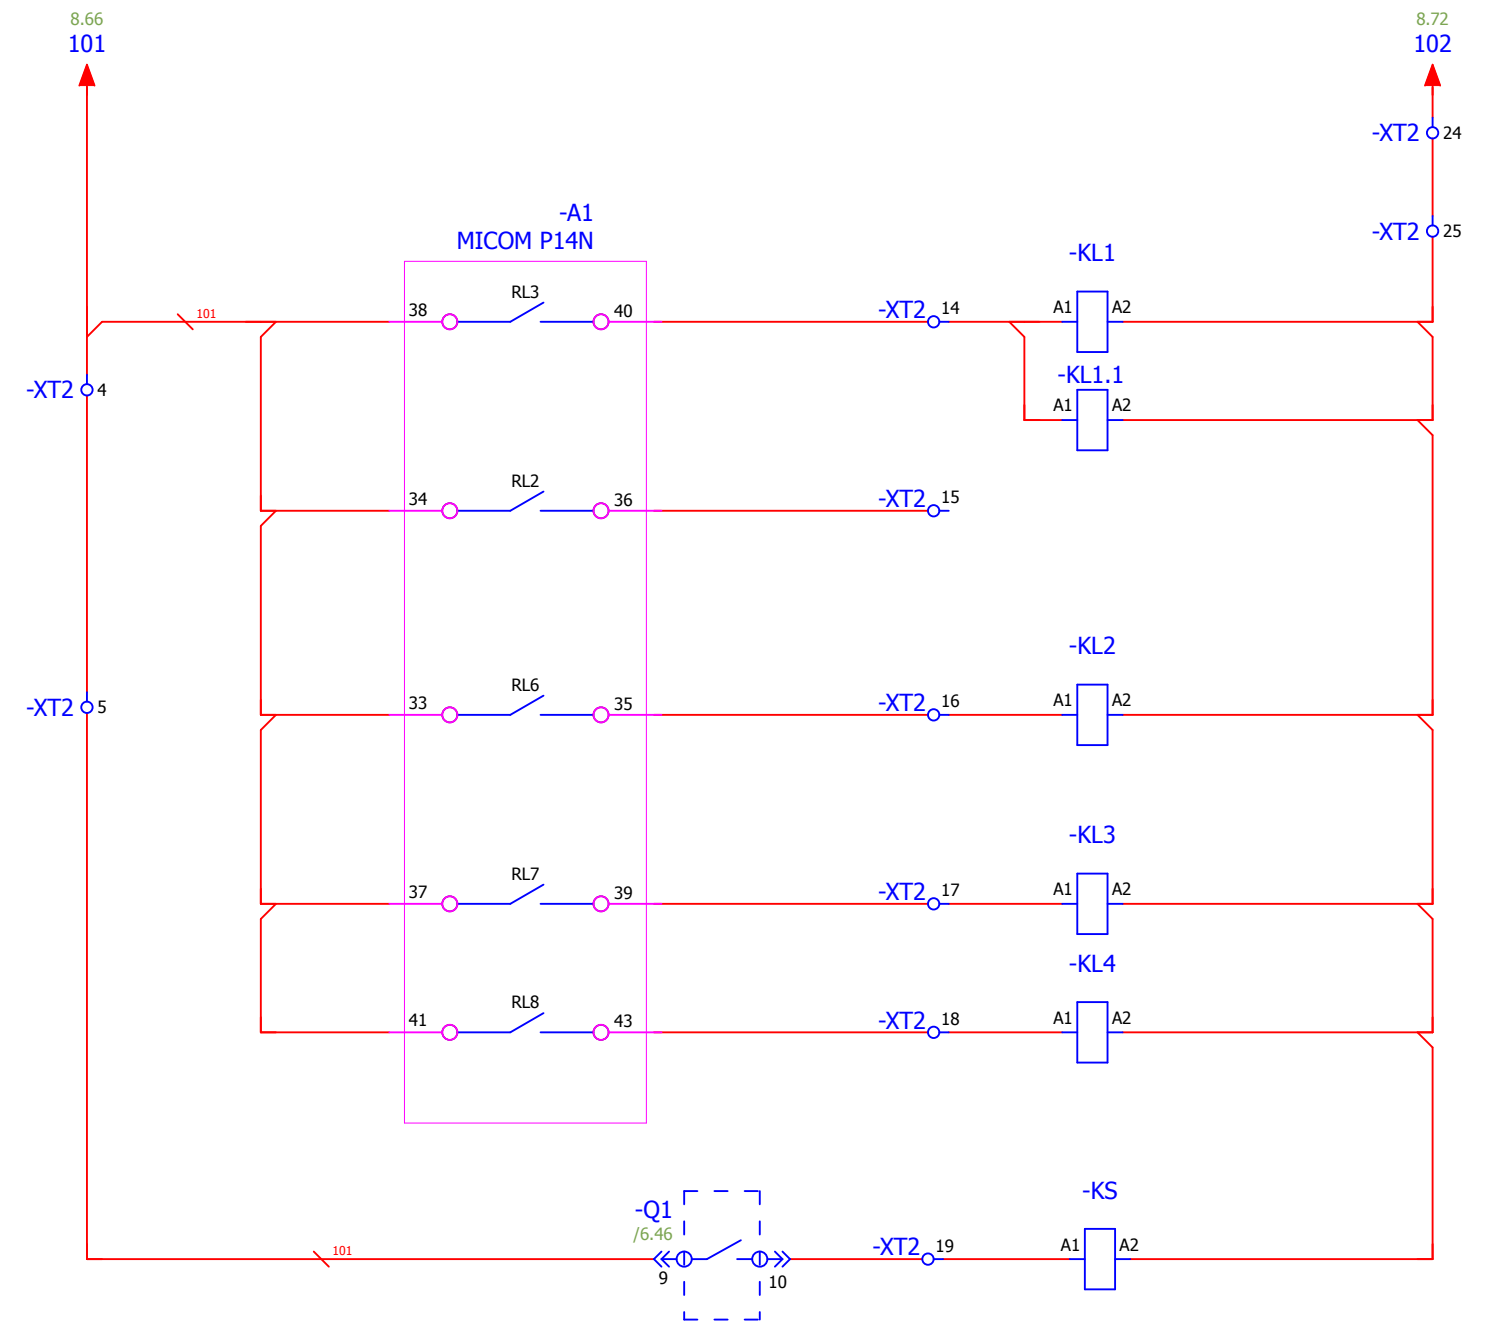 8.66
101
8.72
102
-XT2 24
-XT2 25
-A1
MICOM P14N
-KL1
101
38 RL3 40
-XT2 14
A1 A2
-KL1.1
A1 A2
-XT2 4
34 RL2 36
-XT2 15
-KL2
33 RL6 35
-XT2 16
A1 A2
-XT2 5
-KL3
37 RL7 39
-XT2 17
A1 A2
-KL4
41 RL8 43
-XT2 18
A1 A2
-KS
-Q1
/6.46
101
9
10
-XT2 19
A1 A2